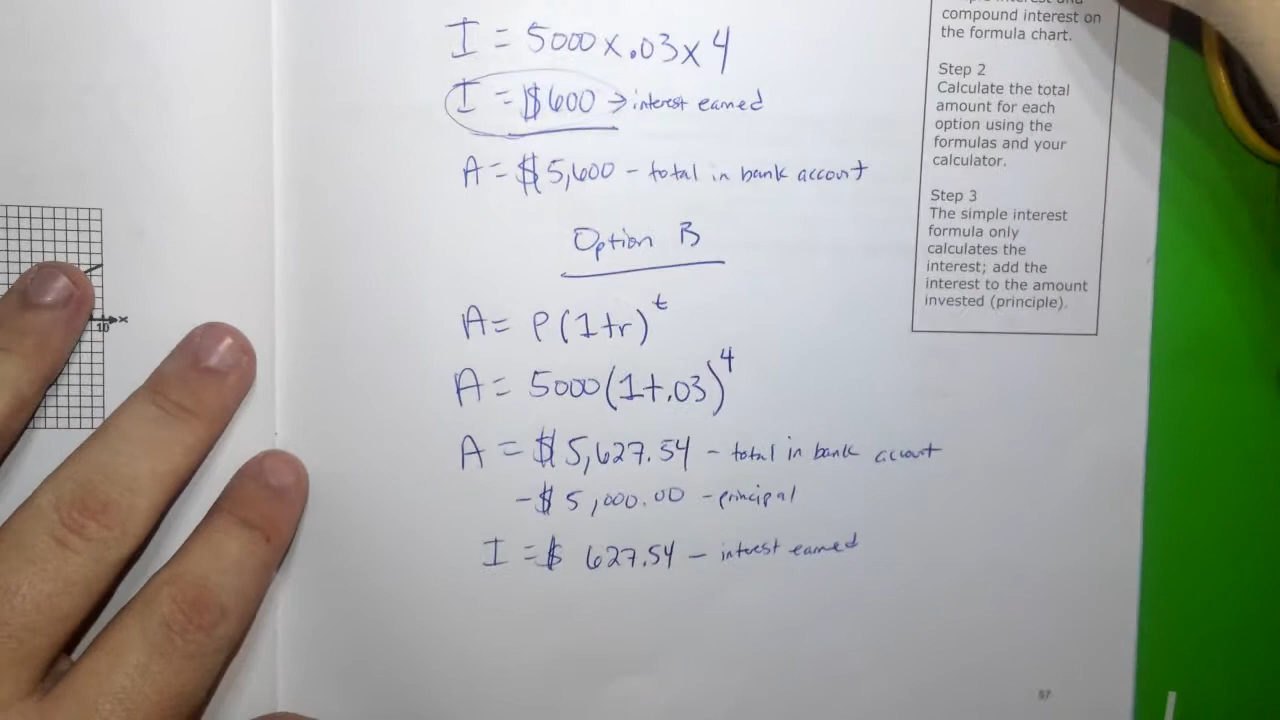 I = 5000 x .03 x 4
I = $600 → interest earned
A = $5,600 - total in bank account
Option B
A = P(1+r)^t
A = 5000(1+.03)^4
A = $5,627.54 - total in bank account
-$5,000.00 - principal
I = $ 627.54 - interest earned
compound interest on
the formula chart.
Step 2
Calculate the total
amount for each
option using the
formulas and your
calculator.
Step 3
The simple interest
formula only
calculates the
interest; add the
interest to the amount
invested (principle).
10
x